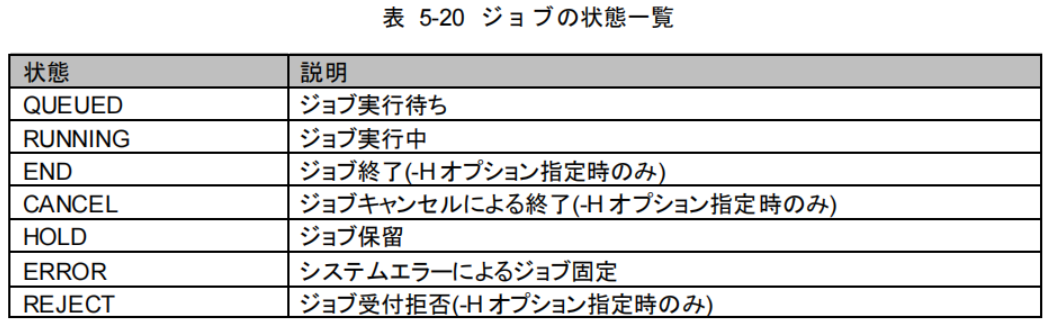 表 5-20 ジョブの状態一覧
状態 説明
QUEUED ジョブ実行待ち
RUNNING ジョブ実行中
END ジョブ終了(-H オプション指定時のみ)
CANCEL ジョブキャンセルによる終了(-H オプション指定時のみ)
HOLD ジョブ保留
ERROR システムエラーによるジョブ固定
REJECT ジョブ受付拒否(-H オプション指定時のみ)